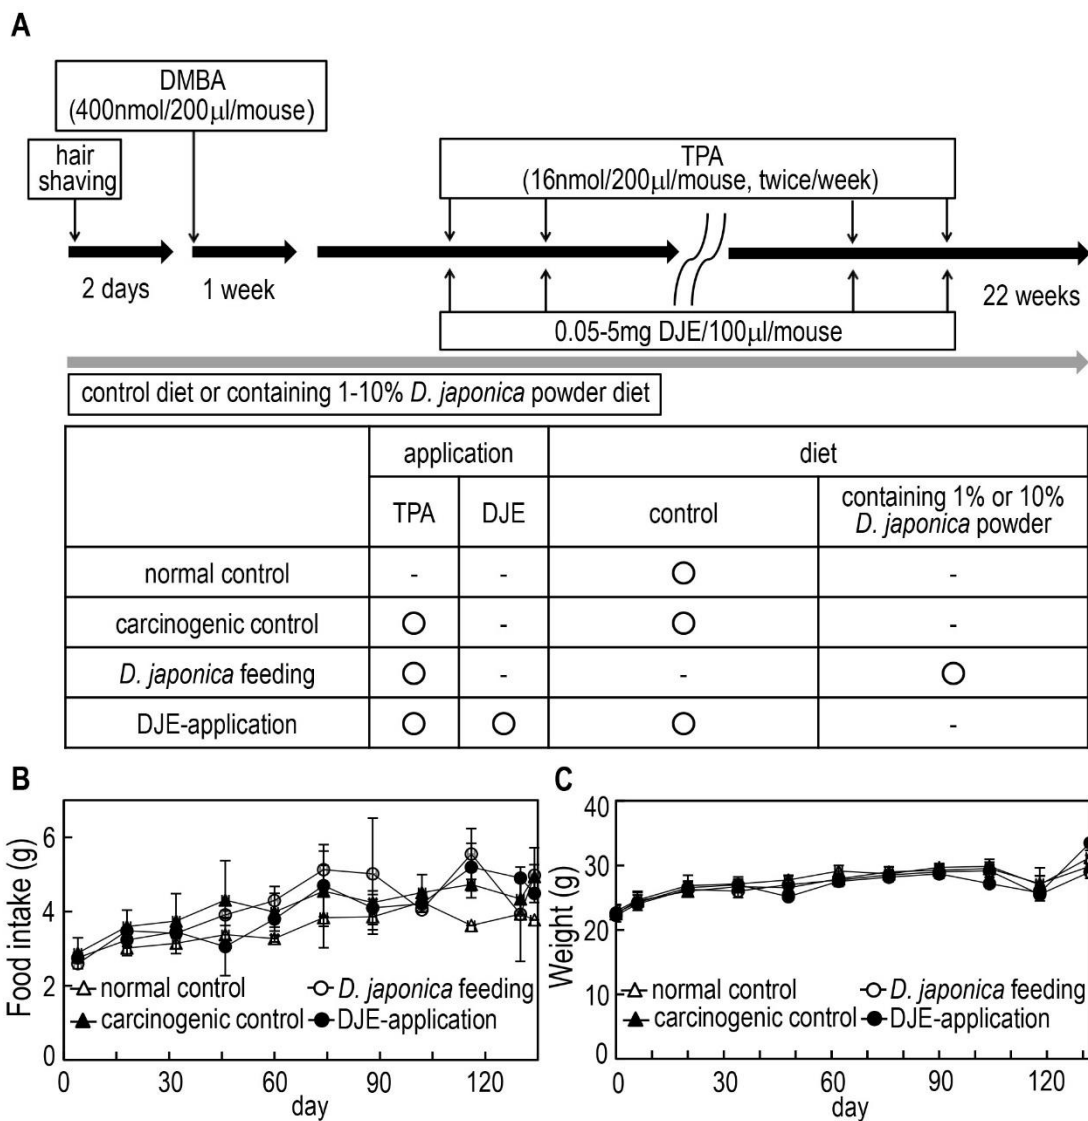 A
DMBA
(400nmol/200μl/mouse)
hair
shaving
TPA
(16nmol/200μl/mouse, twice/week)
2 days
1 week
22 weeks
0.05-5mg DJE/100μl/mouse
control diet or containing 1-10% D. japonica powder diet
application diet
TPA DJE control containing 1% or 10%
D. japonica powder
normal control - - ○ -
carcinogenic control ○ - ○ -
D. japonica feeding ○ - - ○
DJE-application ○ ○ ○ -
B
Food intake (g)
6
4
2
0
normal control D. japonica feeding
carcinogenic control DJE-application
0 30 60 90 120
day
C
Weight (g)
40
30
20
10
0
normal control D. japonica feeding
carcinogenic control DJE-application
0 30 60 90 120
day